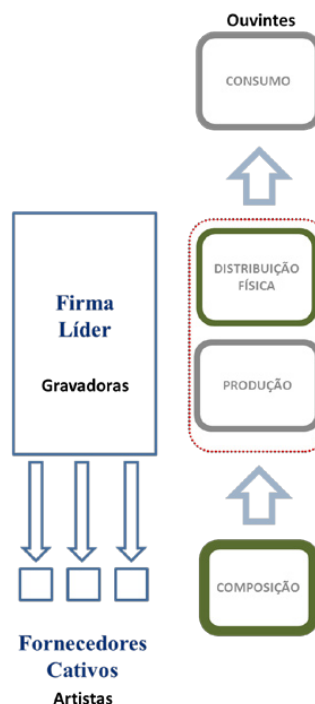 Ouvintes
CONSUMO
DISTRIBUIÇÃO
FÍSICA
PRODUÇÃO
COMPOSIÇÃO
Firma
Líder
Gravadoras
Fornecedores
Cativos
Artistas